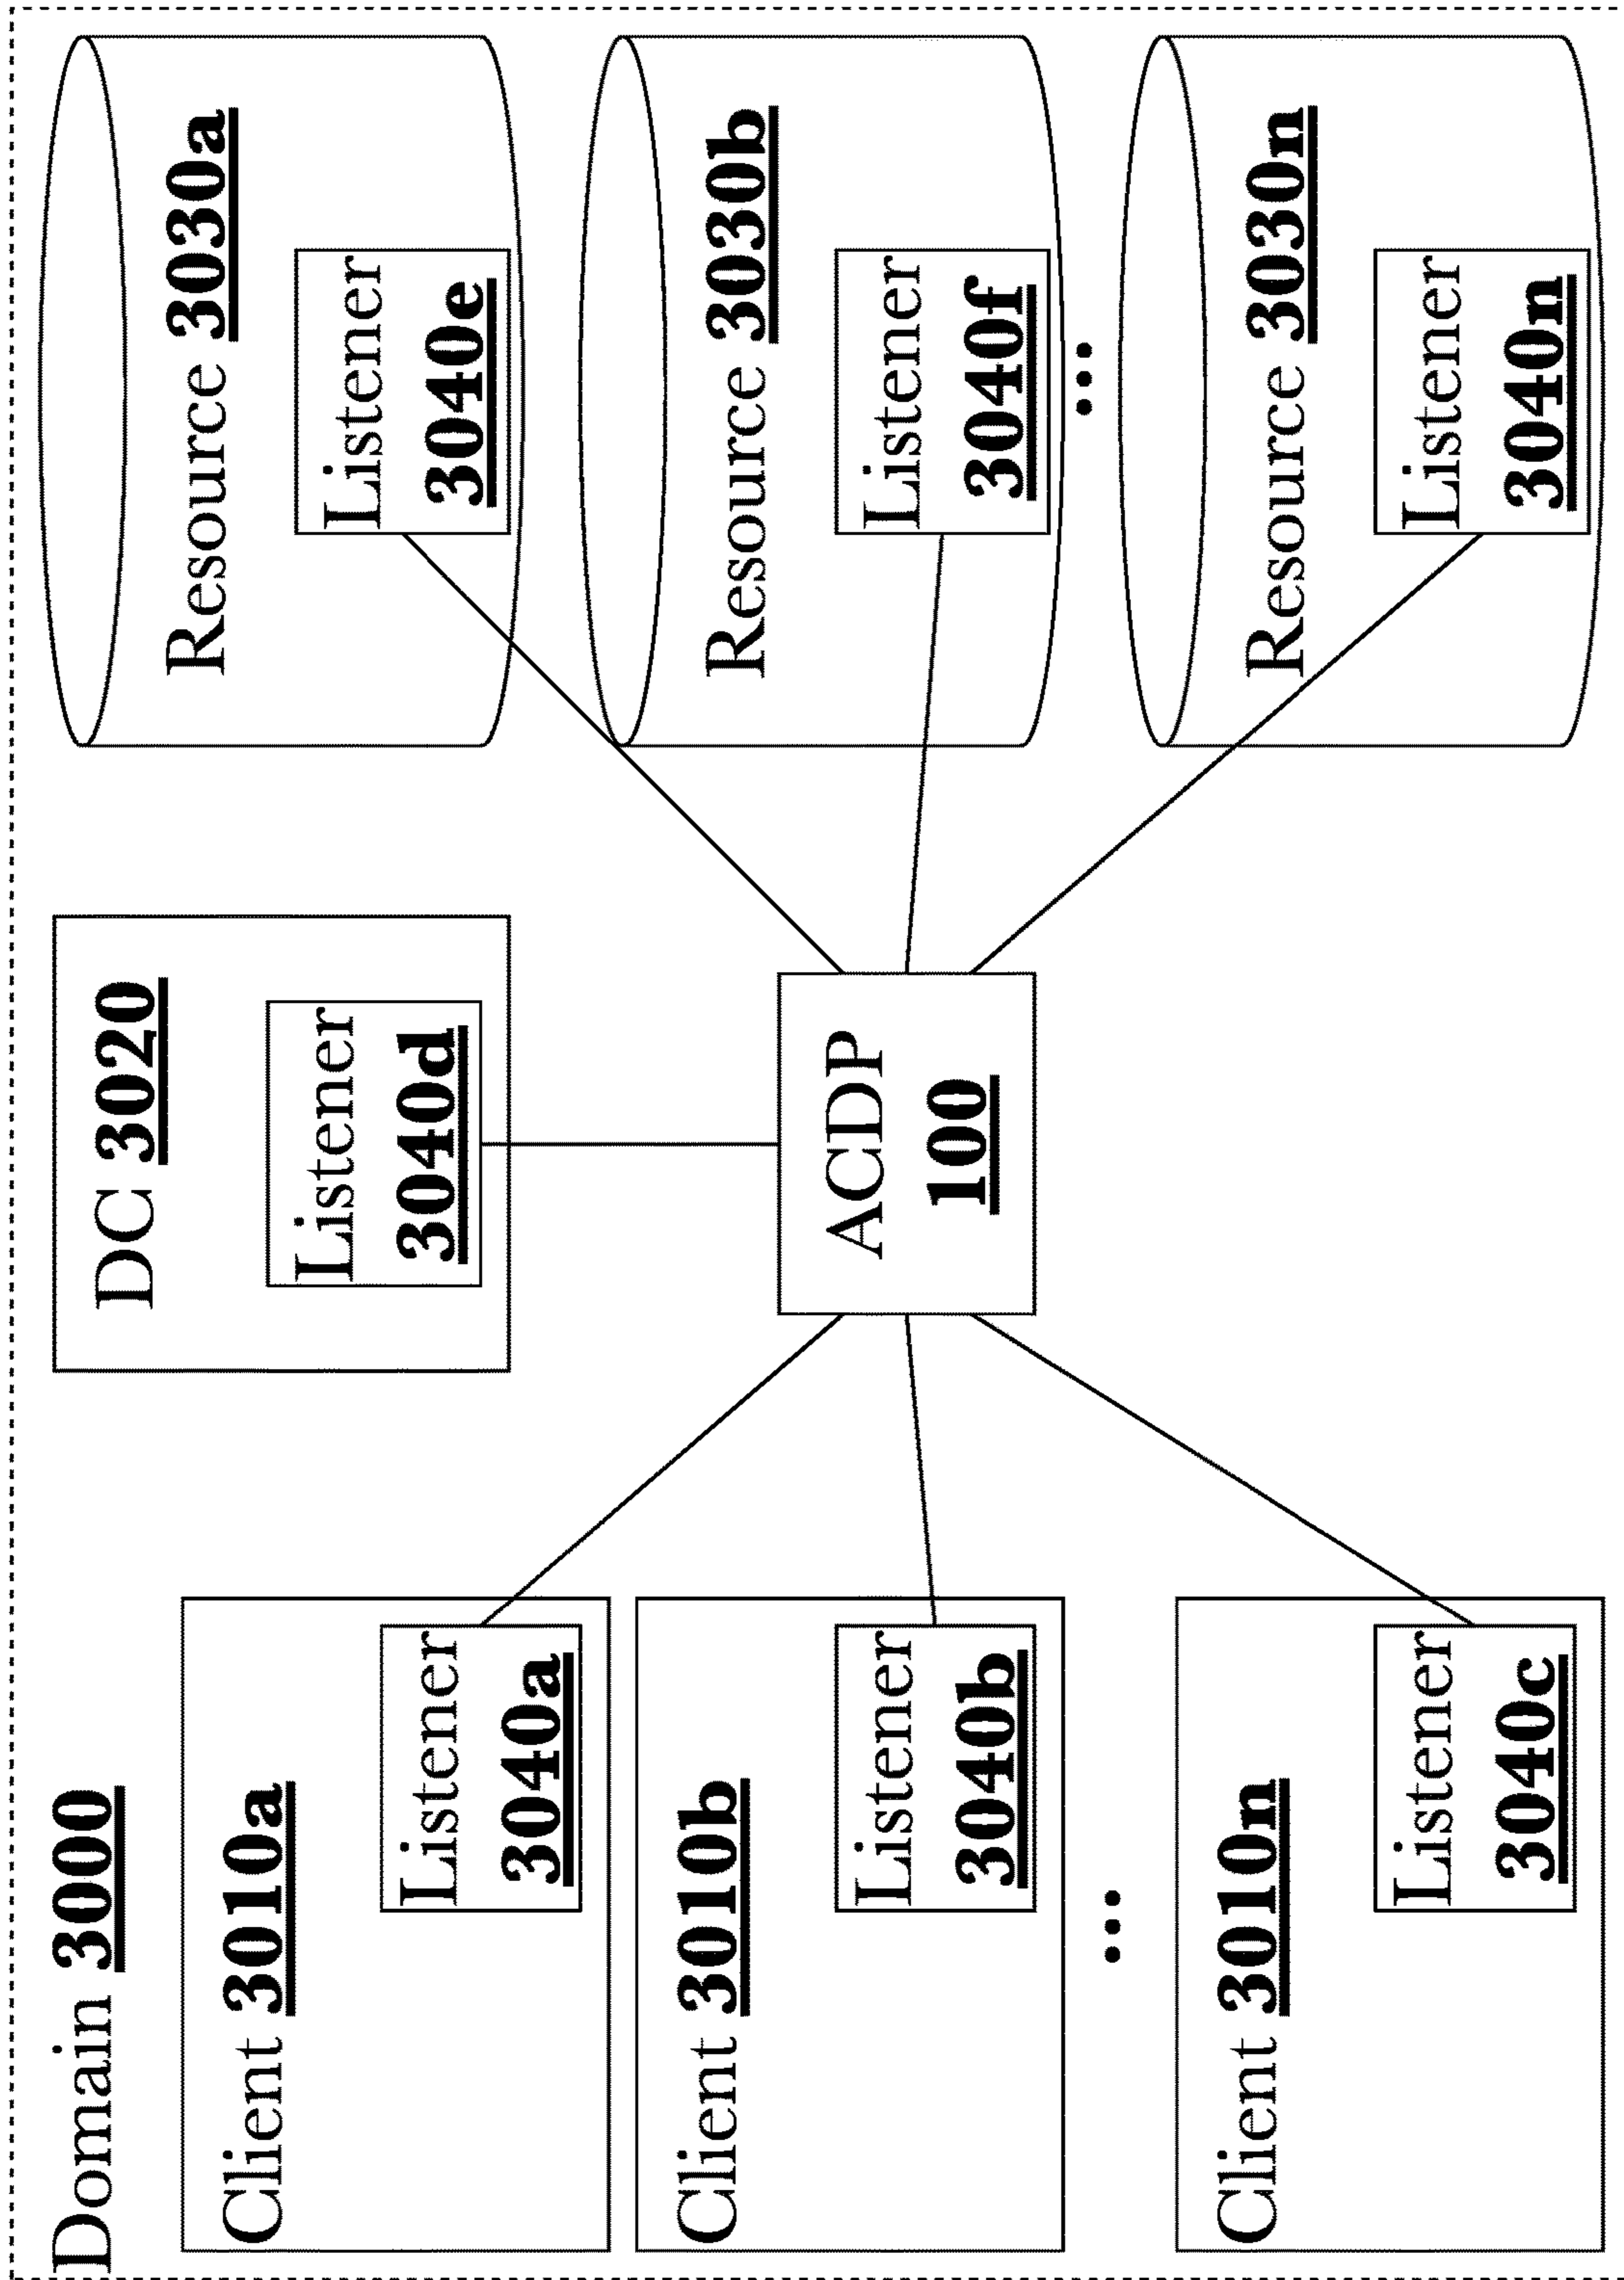 Domain 3000
Client 3010a
Listener
3040a
Client 3010b
Listener
3040b
...
Client 3010n
Listener
3040c
DC 3020
Listener
3040d
ACDP
100
Resource 3030a
Listener
3040e
Resource 3030b
Listener
3040f
...
Resource 3030n
Listener
3040n